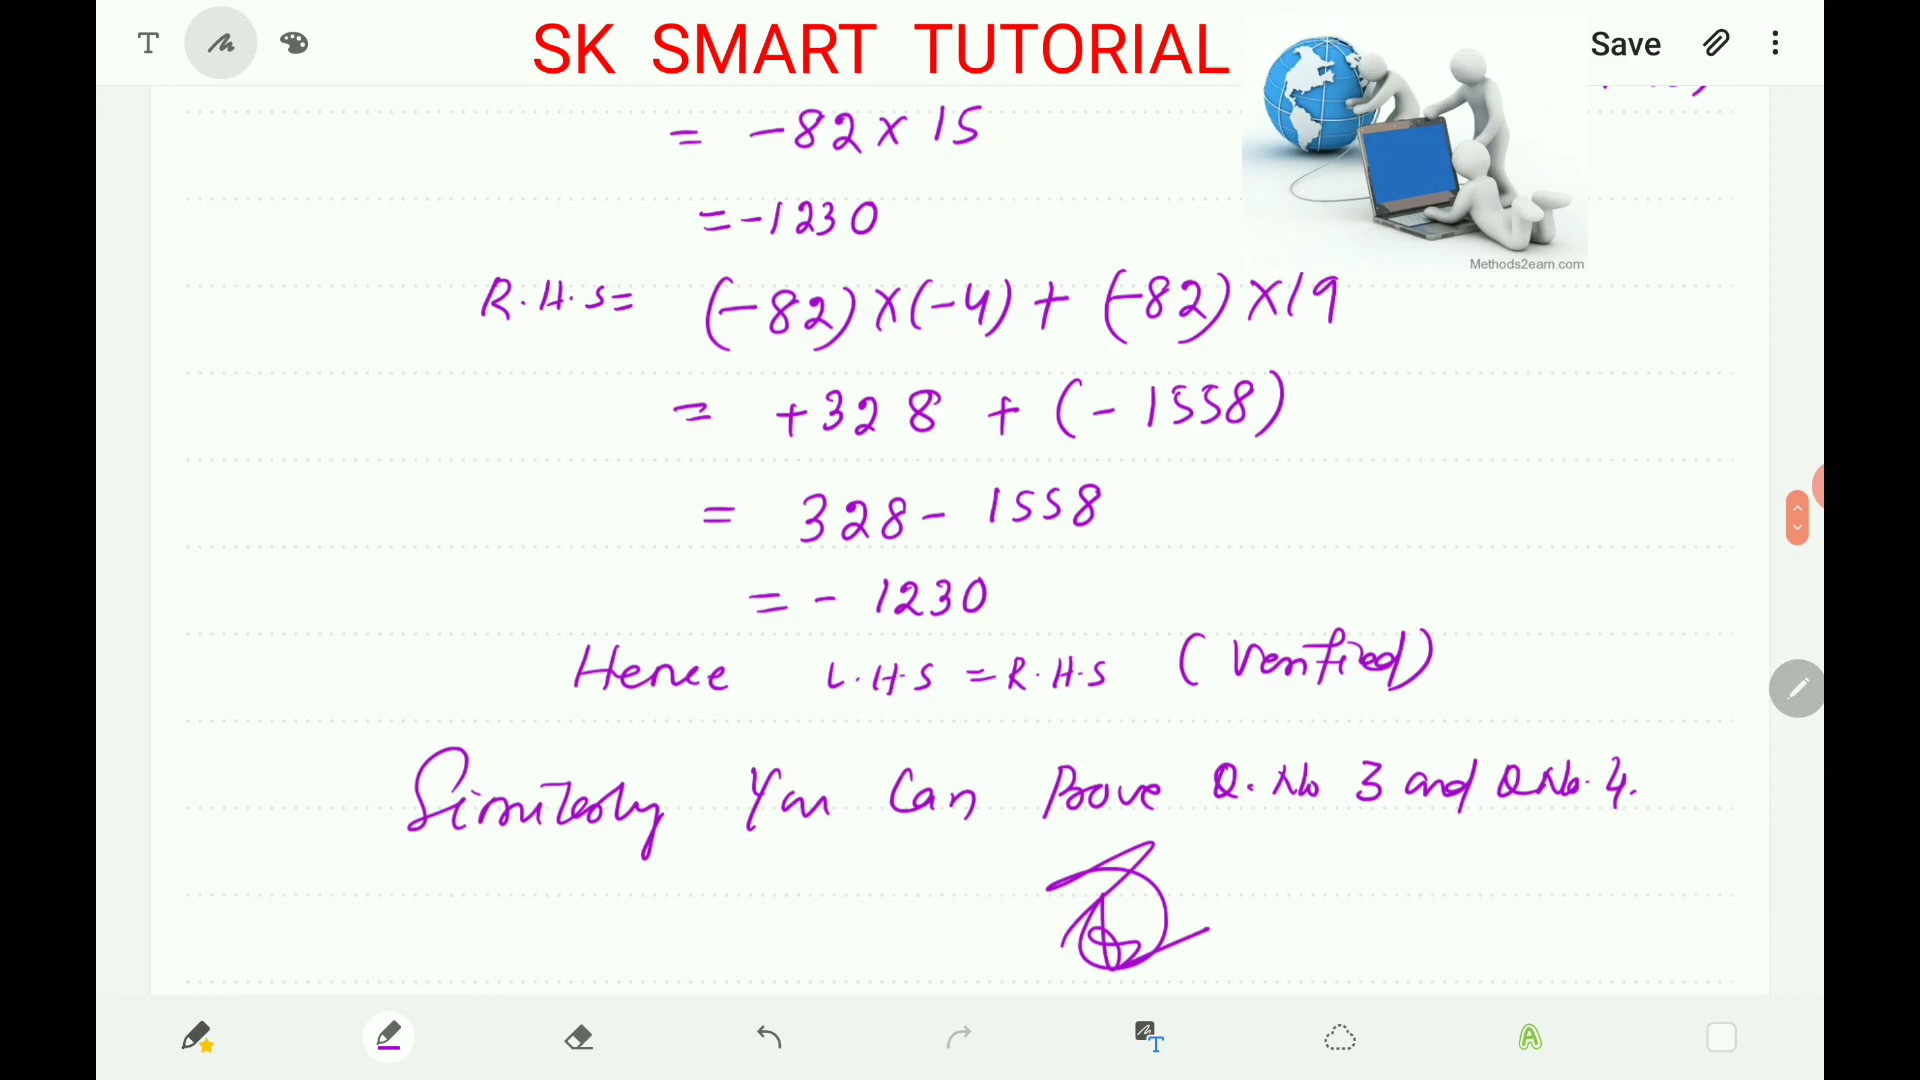 SK SMART TUTORIAL
Save
= -82 × 15
= -1230
Methods2earn.com
R.H.S = (-82) × (-4) + (-82) × 19
= +328 + (-1558)
= 328 - 1558
= - 1230
Hence L.H.S = R.H.S (Verified)
Similarly You Can Prove Q. No 3 and Q No. 4.